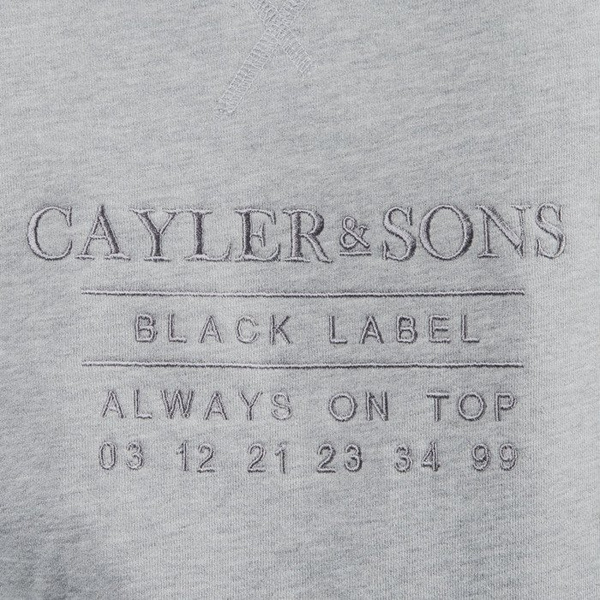 CAYLER & SONS
BLACK LABEL
ALWAYS ON TOP
03 12 21 23 34 99